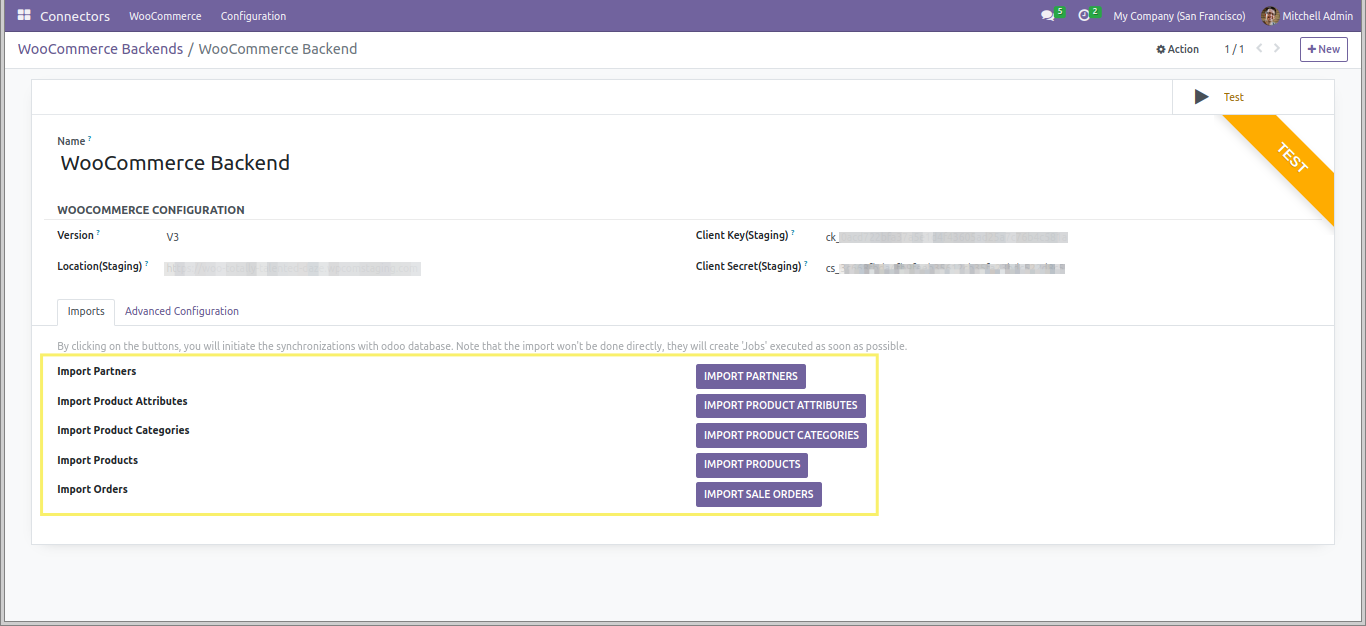 Connectors WooCommerce Configuration 5 2 My Company (San Francisco) Mitchell Admin
WooCommerce Backends / WooCommerce Backend Action 1 / 1 + New
Test
TEST
Name ?
WooCommerce Backend
WOOCOMMERCE CONFIGURATION
Version ? V3 Client Key(Staging) ? ck_
Location(Staging) ? Client Secret(Staging) ? cs_
Imports Advanced Configuration
By clicking on the buttons, you will initiate the synchronizations with odoo database. Note that the import won't be done directly, they will create 'Jobs' executed as soon as possible.
Import Partners IMPORT PARTNERS
Import Product Attributes IMPORT PRODUCT ATTRIBUTES
Import Product Categories IMPORT PRODUCT CATEGORIES
Import Products IMPORT PRODUCTS
Import Orders IMPORT SALE ORDERS